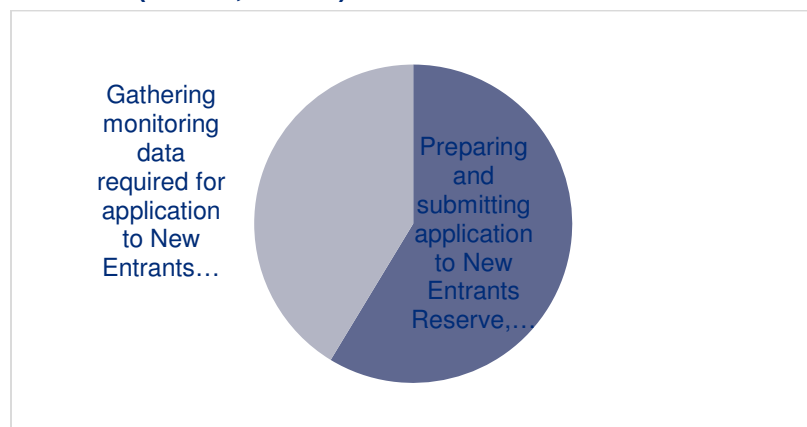 Gathering
monitoring
data
required for
application
to New
Entrants…
Preparing
and
submitting
application
to New
Entrants
Reserve,…